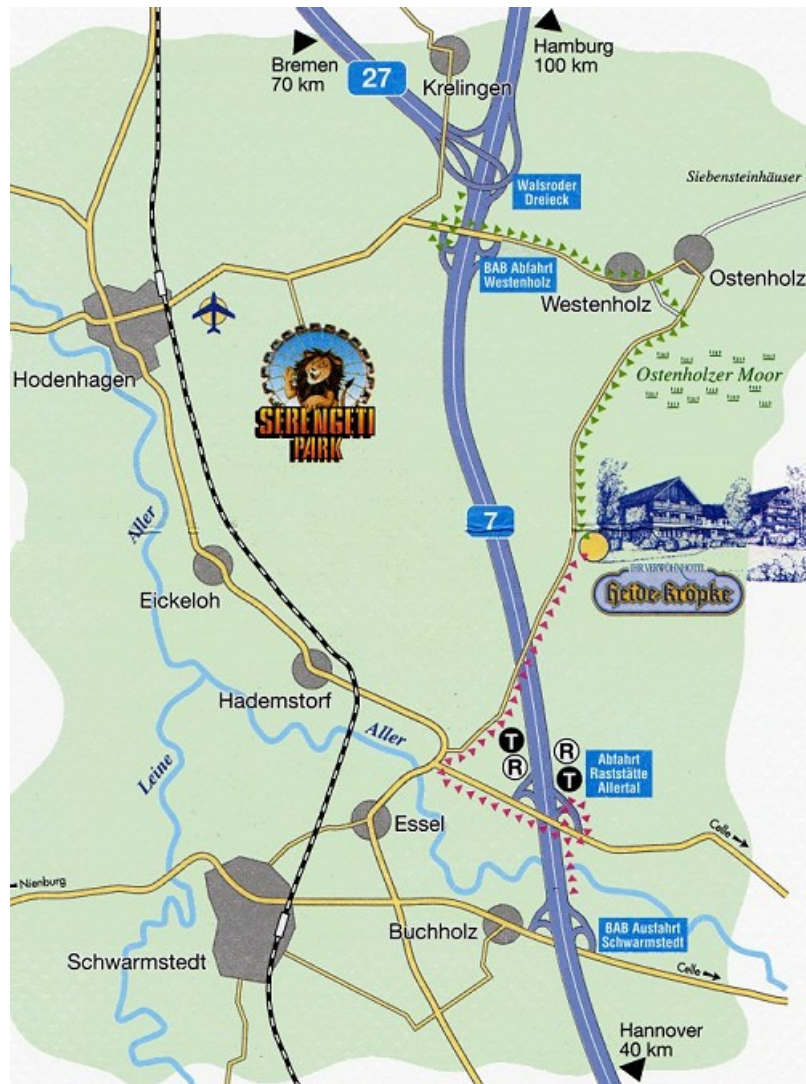 Bremen
70 km
27
Krelingen
Hamburg
100 km
Walsroder
Dreieck
Siebensteinhäuser
BAB Abfahrt
Westenholz
Westenholz
Ostenholz
Hodenhagen
SERENGETI
PARK
Ostenholzer Moor
Aller
7
IHR VERWÖHNHOTEL
Heide-Kröpke
Eickeloh
Hademstorf
Aller
Leine
T
R
R
T
Abfahrt
Raststätte
Allertal
Essel
Celle
Nienburg
Buchholz
BAB Ausfahrt
Schwarmstedt
Schwarmstedt
Celle
Hannover
40 km